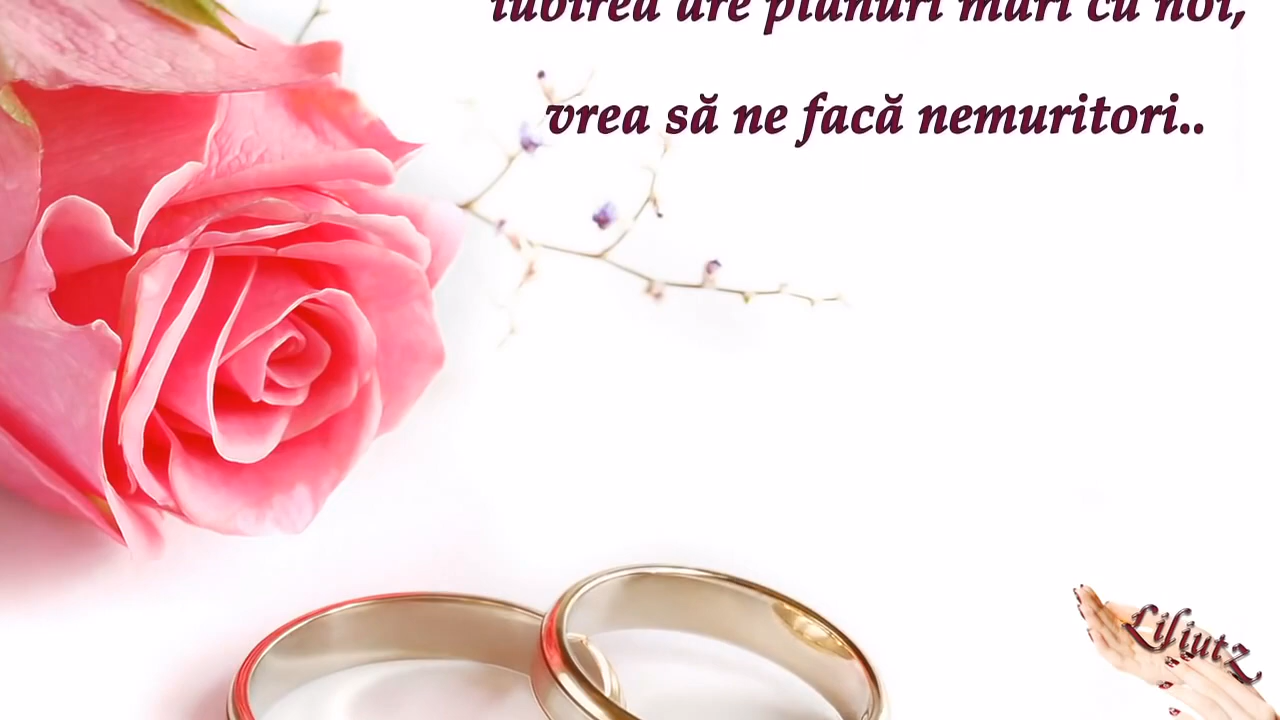 iubirea are planuri mari cu noi,
vrea să ne facă nemuritori..
LiliutZ